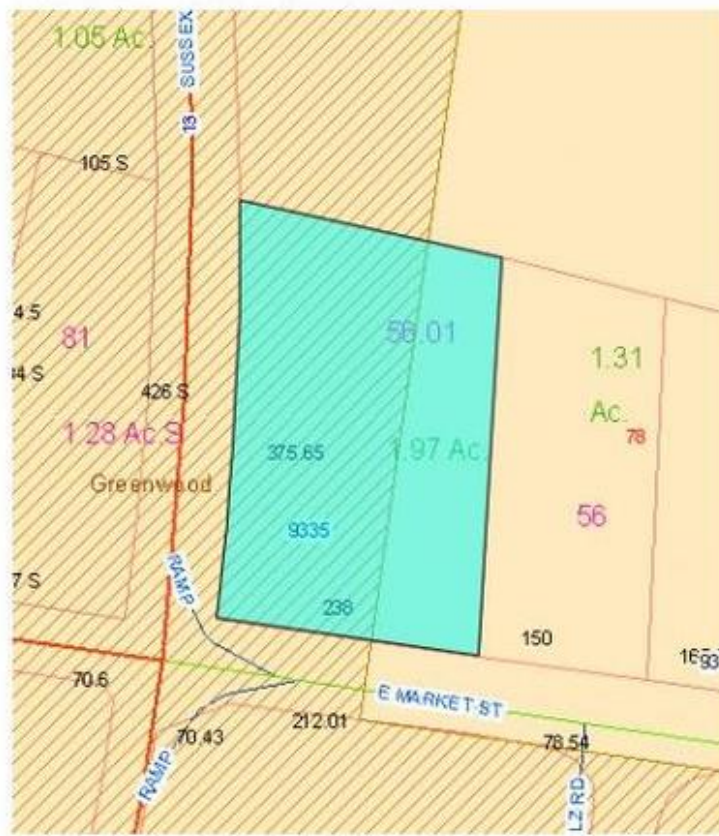 1.05 Ac.
SUSSEX
13
105 S
4.5
81
34 S
426 S
1.28 Ac.S
Greenwood
56.01
1.31
Ac.
78
375.65
1.97 Ac.
9335
56
7 S
RAMP
238
150
70.6
E MARKET ST
212.01
70.43
78.54
RAMP
LZ RD